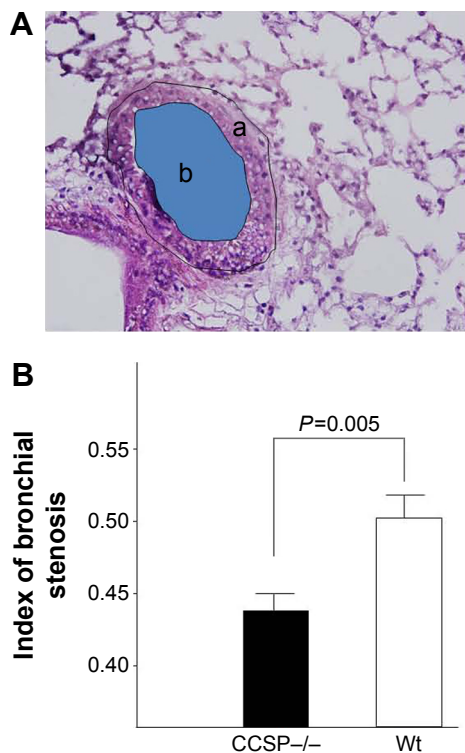 A
a
b
B
P=0.005
0.55
0.50
0.45
0.40
Index of bronchial
stenosis
CCSP–/–
Wt